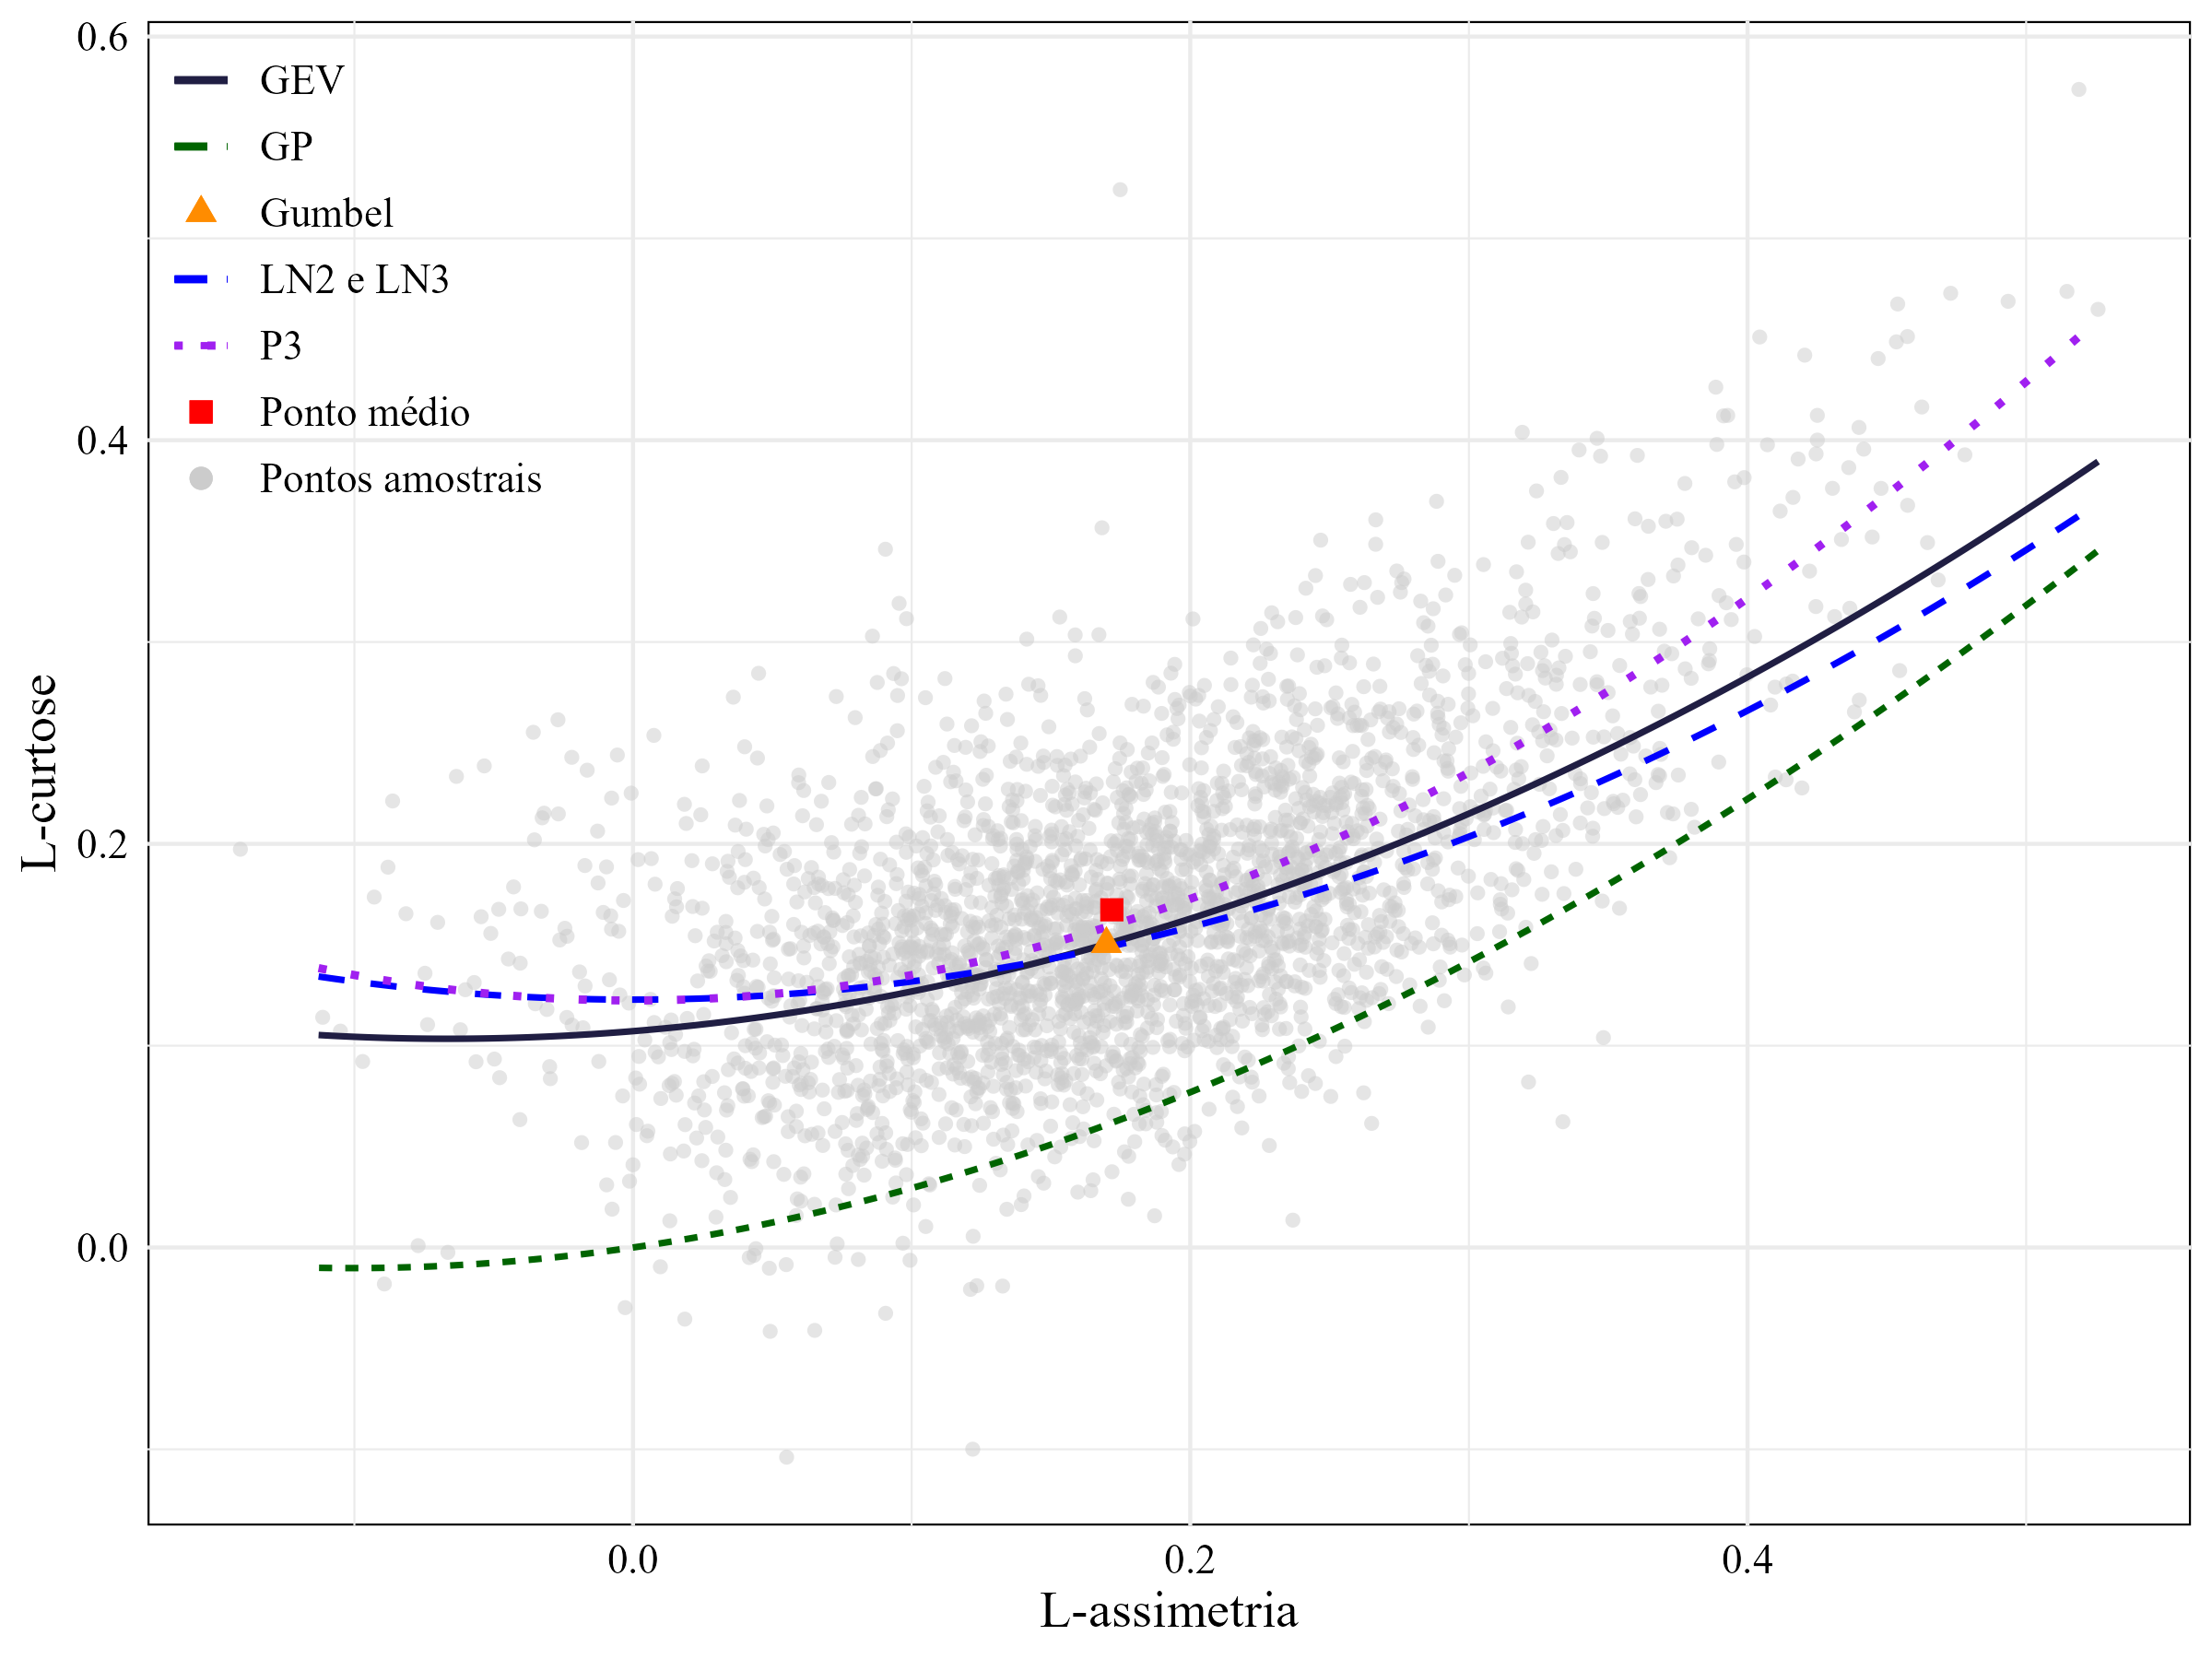 0.6
0.4
0.2
0.0
L-curtose
GEV
GP
Gumbel
LN2 e LN3
P3
Ponto médio
Pontos amostrais
0.0
0.2
0.4
L-assimetria